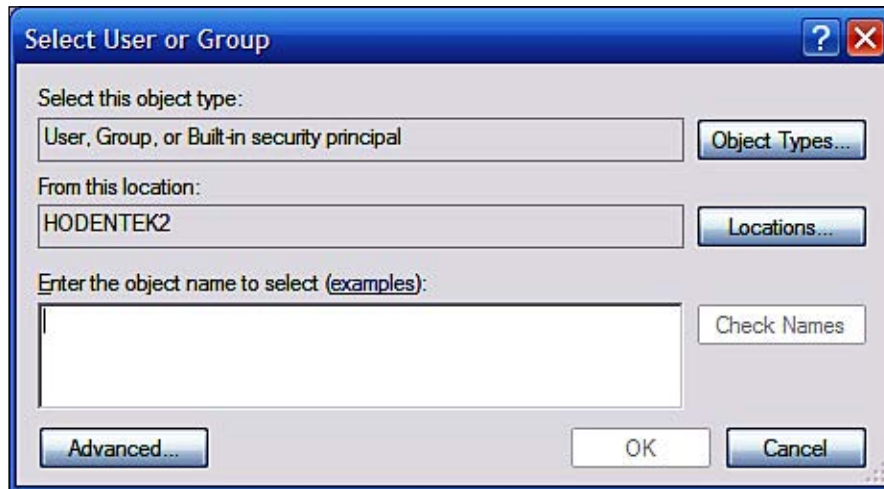 Select User or Group
Select this object type:
User, Group, or Built-in security principal
Object Types...
From this location:
HODENTEK2
Locations...
Enter the object name to select (examples):
Check Names
Advanced...
OK
Cancel